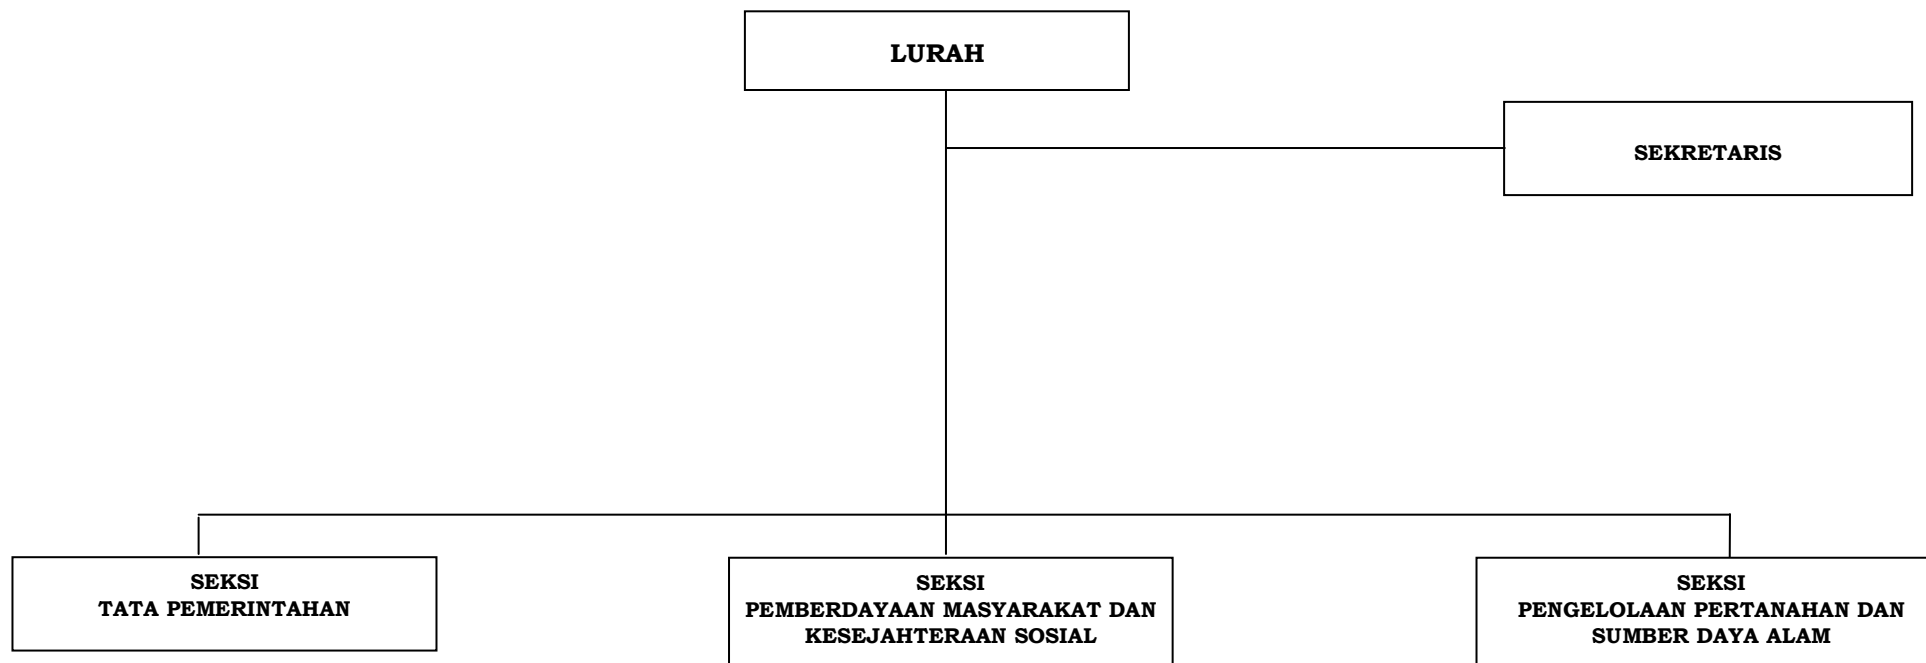 LURAH
SEKRETARIS
SEKSI
TATA PEMERINTAHAN
SEKSI
PEMBERDAYAAN MASYARAKAT DAN
KESEJAHTERAAN SOSIAL
SEKSI
PENGELOLAAN PERTANAHAN DAN
SUMBER DAYA ALAM